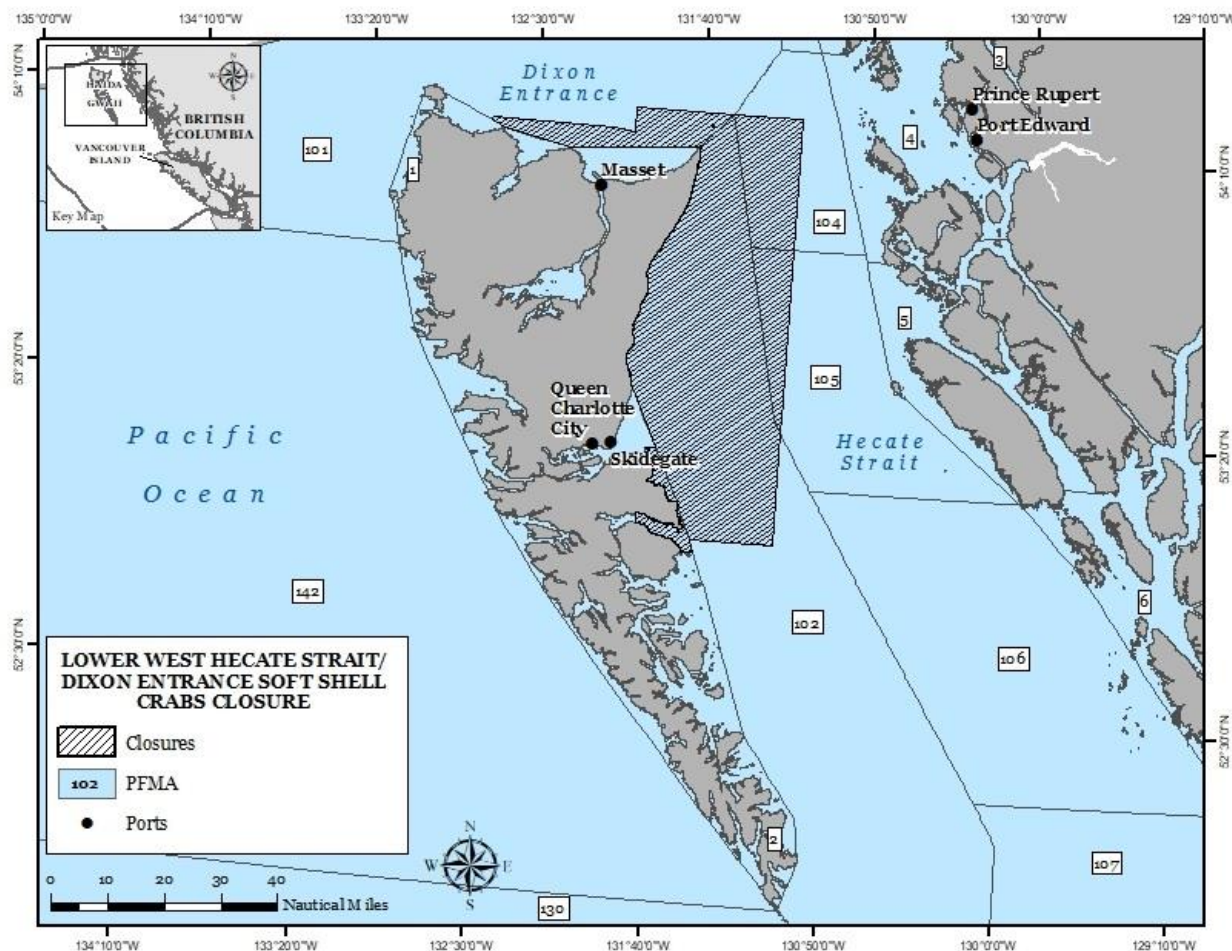 135°0'0"W
134°10'0"W
133°20'0"W
132°30'0"W
131°40'0"W
130°50'0"W
130°0'0"W
129°10'0"W
54°10'0"N
53°20'0"N
52°30'0"N
HAIDA
GWAII
BRITISH
COLUMBIA
VANCOUVER
ISLAND
Key Map
Dixon
Entrance
3
Prince Rupert
Port Edward
4
101
1
Masset
104
5
105
Queen
Charlotte
City
Skidegate
Hecate
Strait
Pacific
Ocean
142
102
106
6
2
107
130
LOWER WEST HECATE STRAIT/
DIXON ENTRANCE SOFT SHELL
CRABS CLOSURE
Closures
102 PFMA
Ports
N
W E
S
0 10 20 30 40
Nautical Miles
54°10'0"N
53°20'0"N
52°30'0"N
134°10'0"W
133°20'0"W
132°30'0"W
131°40'0"W
130°50'0"W
130°0'0"W
129°10'0"W